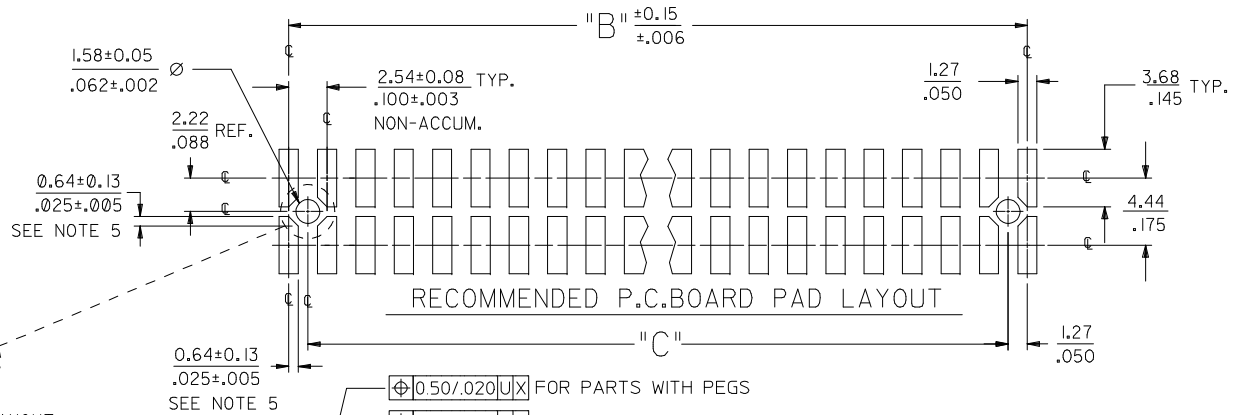 "B" ±0.15
±.006
℄ ℄
1.58±0.05 ⌀
.062±.002
2.54±0.08 TYP.
.100±.003
NON-ACCUM.
℄
1.27
.050
3.68 TYP.
.145
2.22 REF.
.088
℄ ℄
0.64±0.13
.025±.005
SEE NOTE 5
℄
4.44
.175
℄
℄ ℄
RECOMMENDED P.C.BOARD PAD LAYOUT
"C"
1.27
.050
0.64±0.13
.025±.005
SEE NOTE 5
⌖ 0.50/.020 U X FOR PARTS WITH PEGS